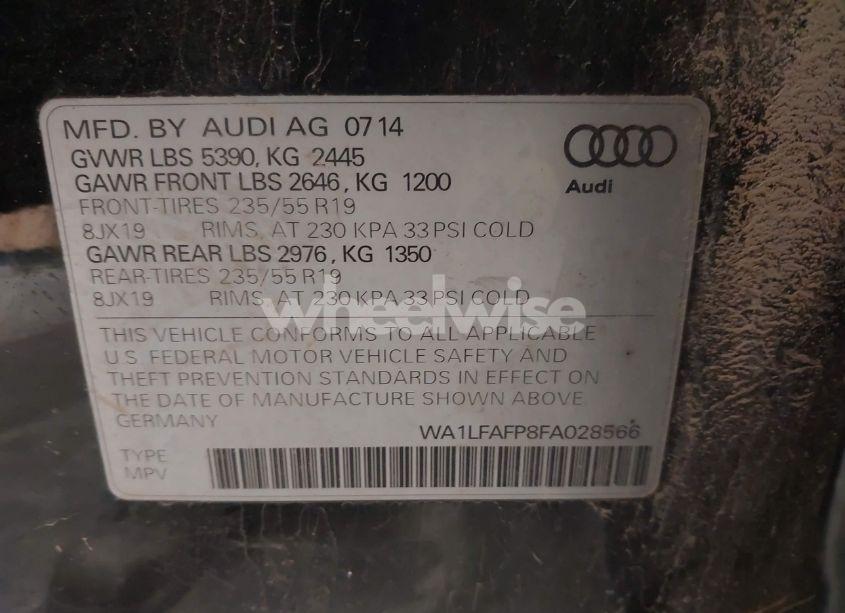 MFD. BY AUDI AG 0714
GVWR LBS 5390, KG 2445
GAWR FRONT LBS 2646, KG 1200
FRONT-TIRES 235/55 R19
8JX19 RIMS, AT 230 KPA 33 PSI COLD
GAWR REAR LBS 2976, KG 1350
REAR-TIRES 235/55 R19
8JX19 RIMS, AT 230 KPA 33 PSI COLD
Audi
wheelwise
THIS VEHICLE CONFORMS TO ALL APPLICABLE
U.S. FEDERAL MOTOR VEHICLE SAFETY AND
THEFT PREVENTION STANDARDS IN EFFECT ON
THE DATE OF MANUFACTURE SHOWN ABOVE
GERMANY
WA1LFAFP8FA028566
TYPE
MPV